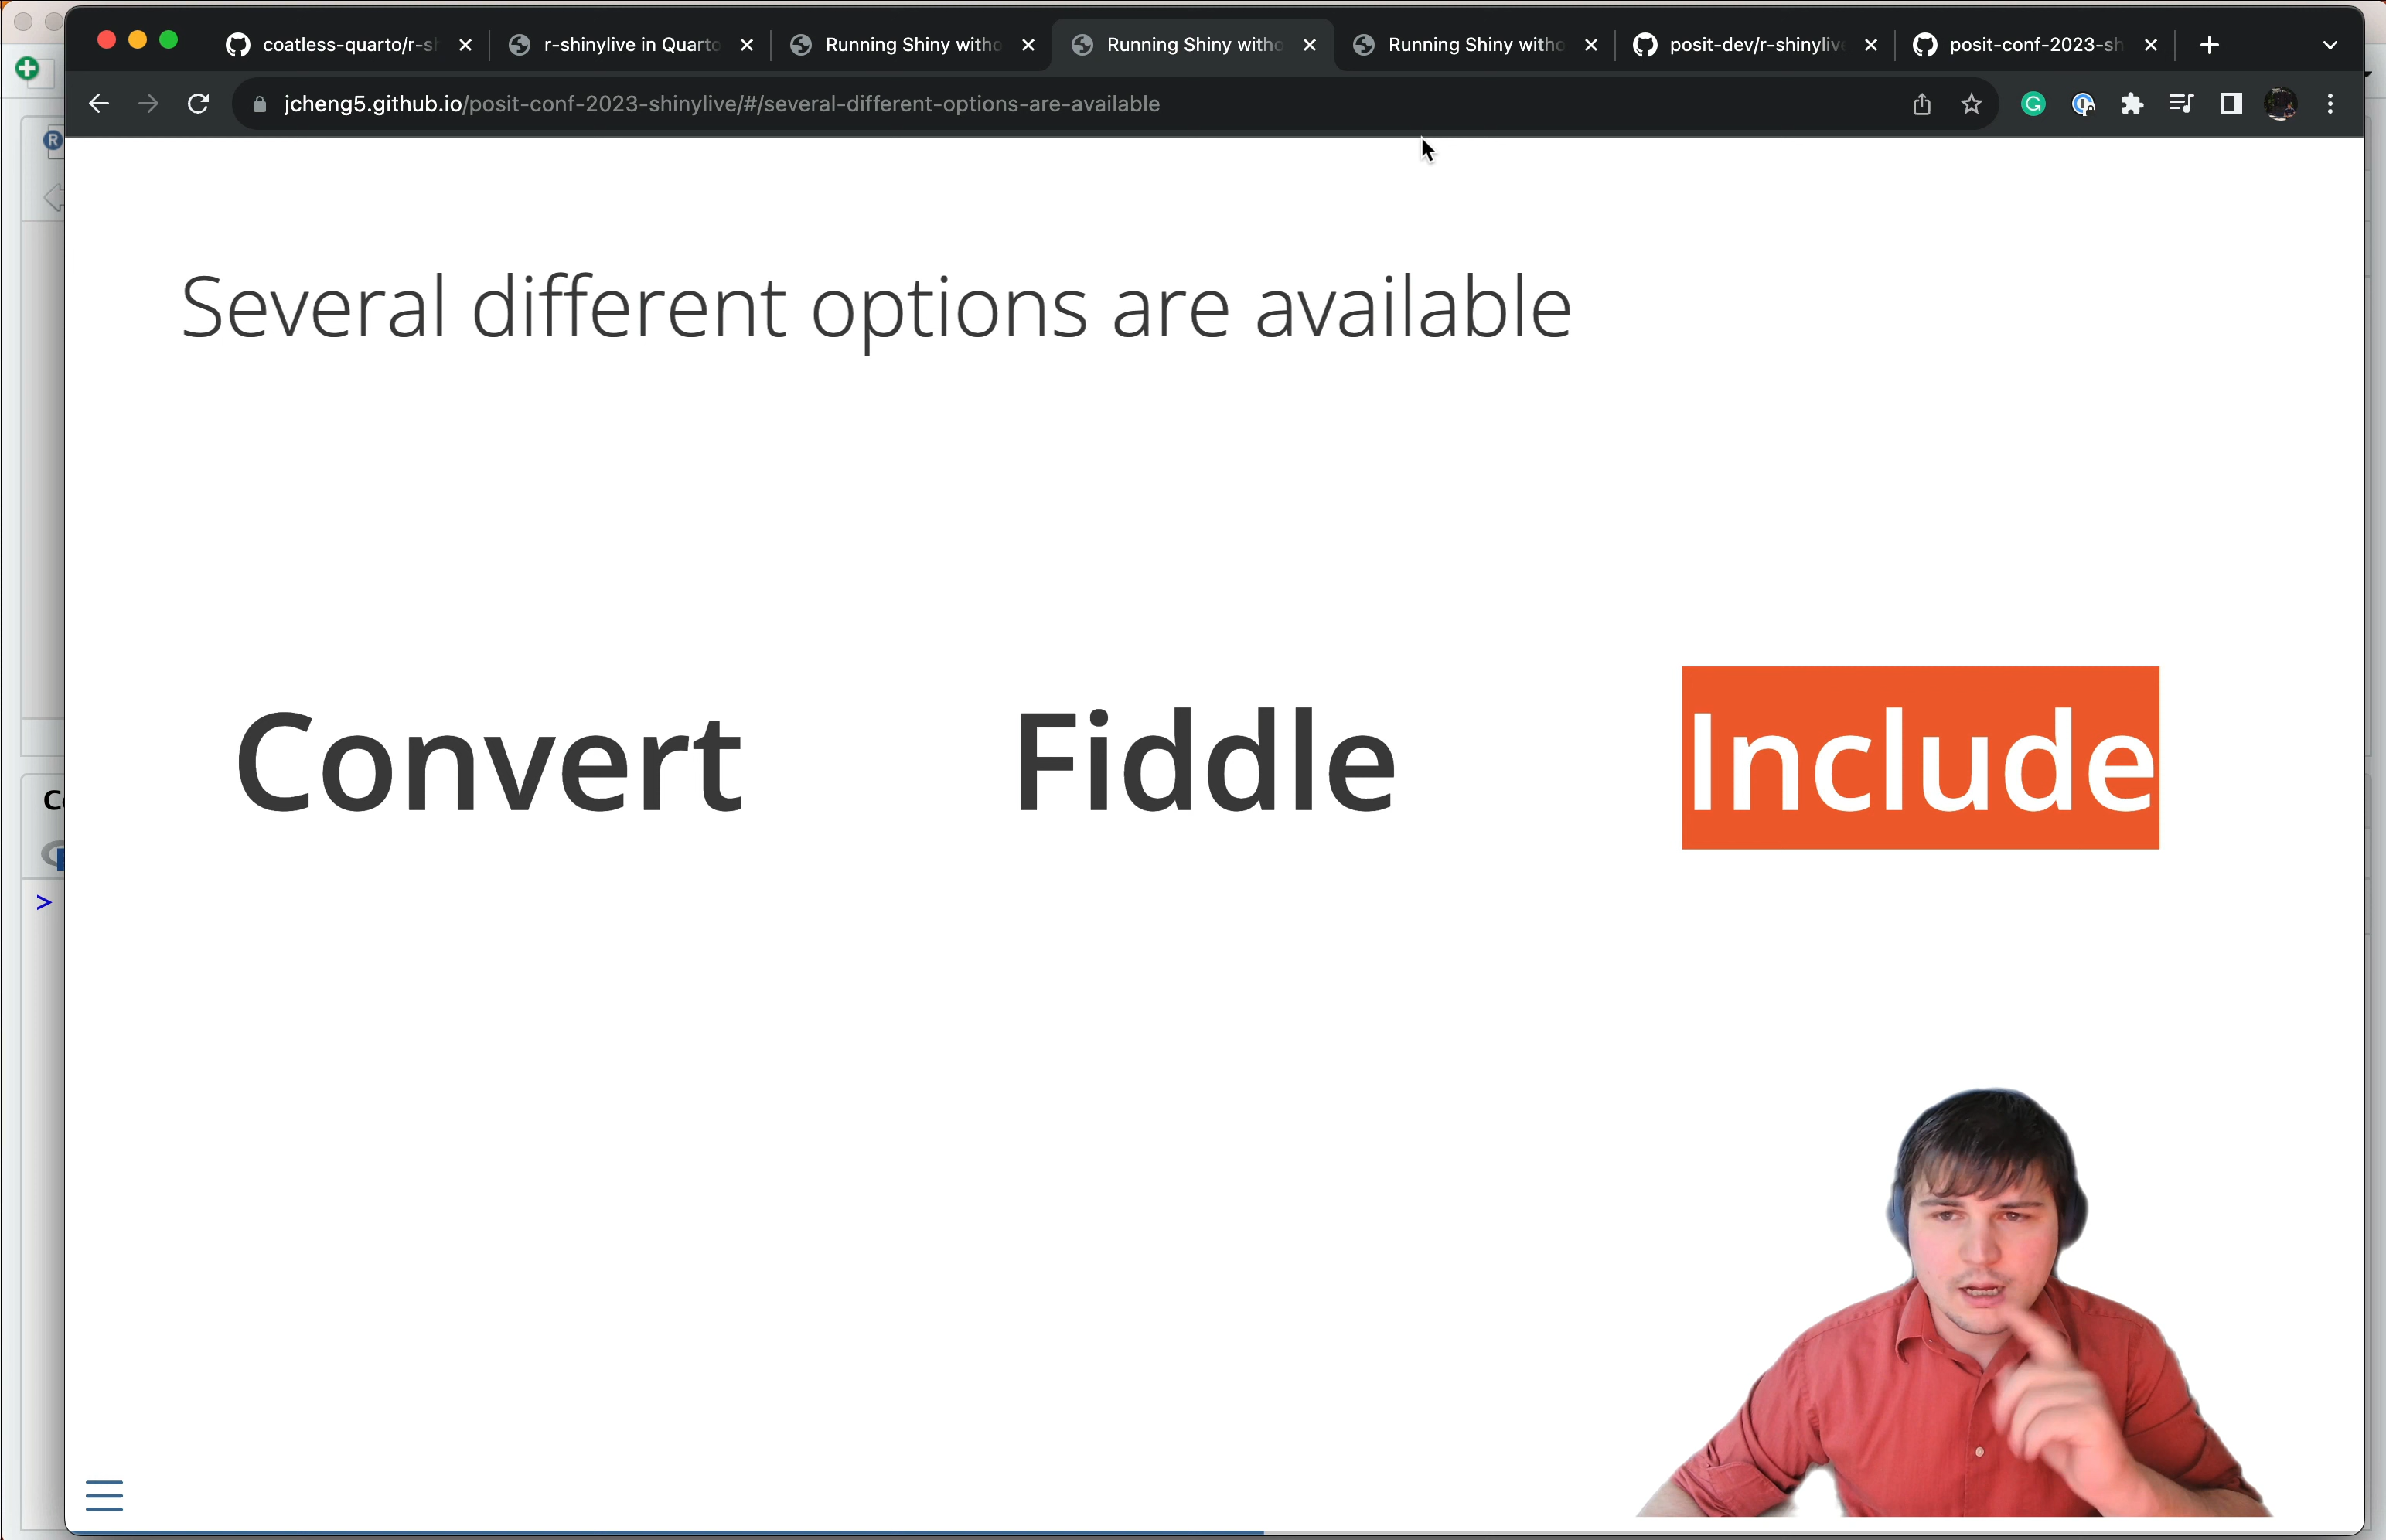 coatless-quarto/r-sh
r-shinylive in Quarto
Running Shiny witho
Running Shiny witho
Running Shiny witho
posit-dev/r-shinylive
posit-conf-2023-sh
jcheng5.github.io/posit-conf-2023-shinylive/#/several-different-options-are-available
R
Several different options are available
Convert Fiddle Include
>